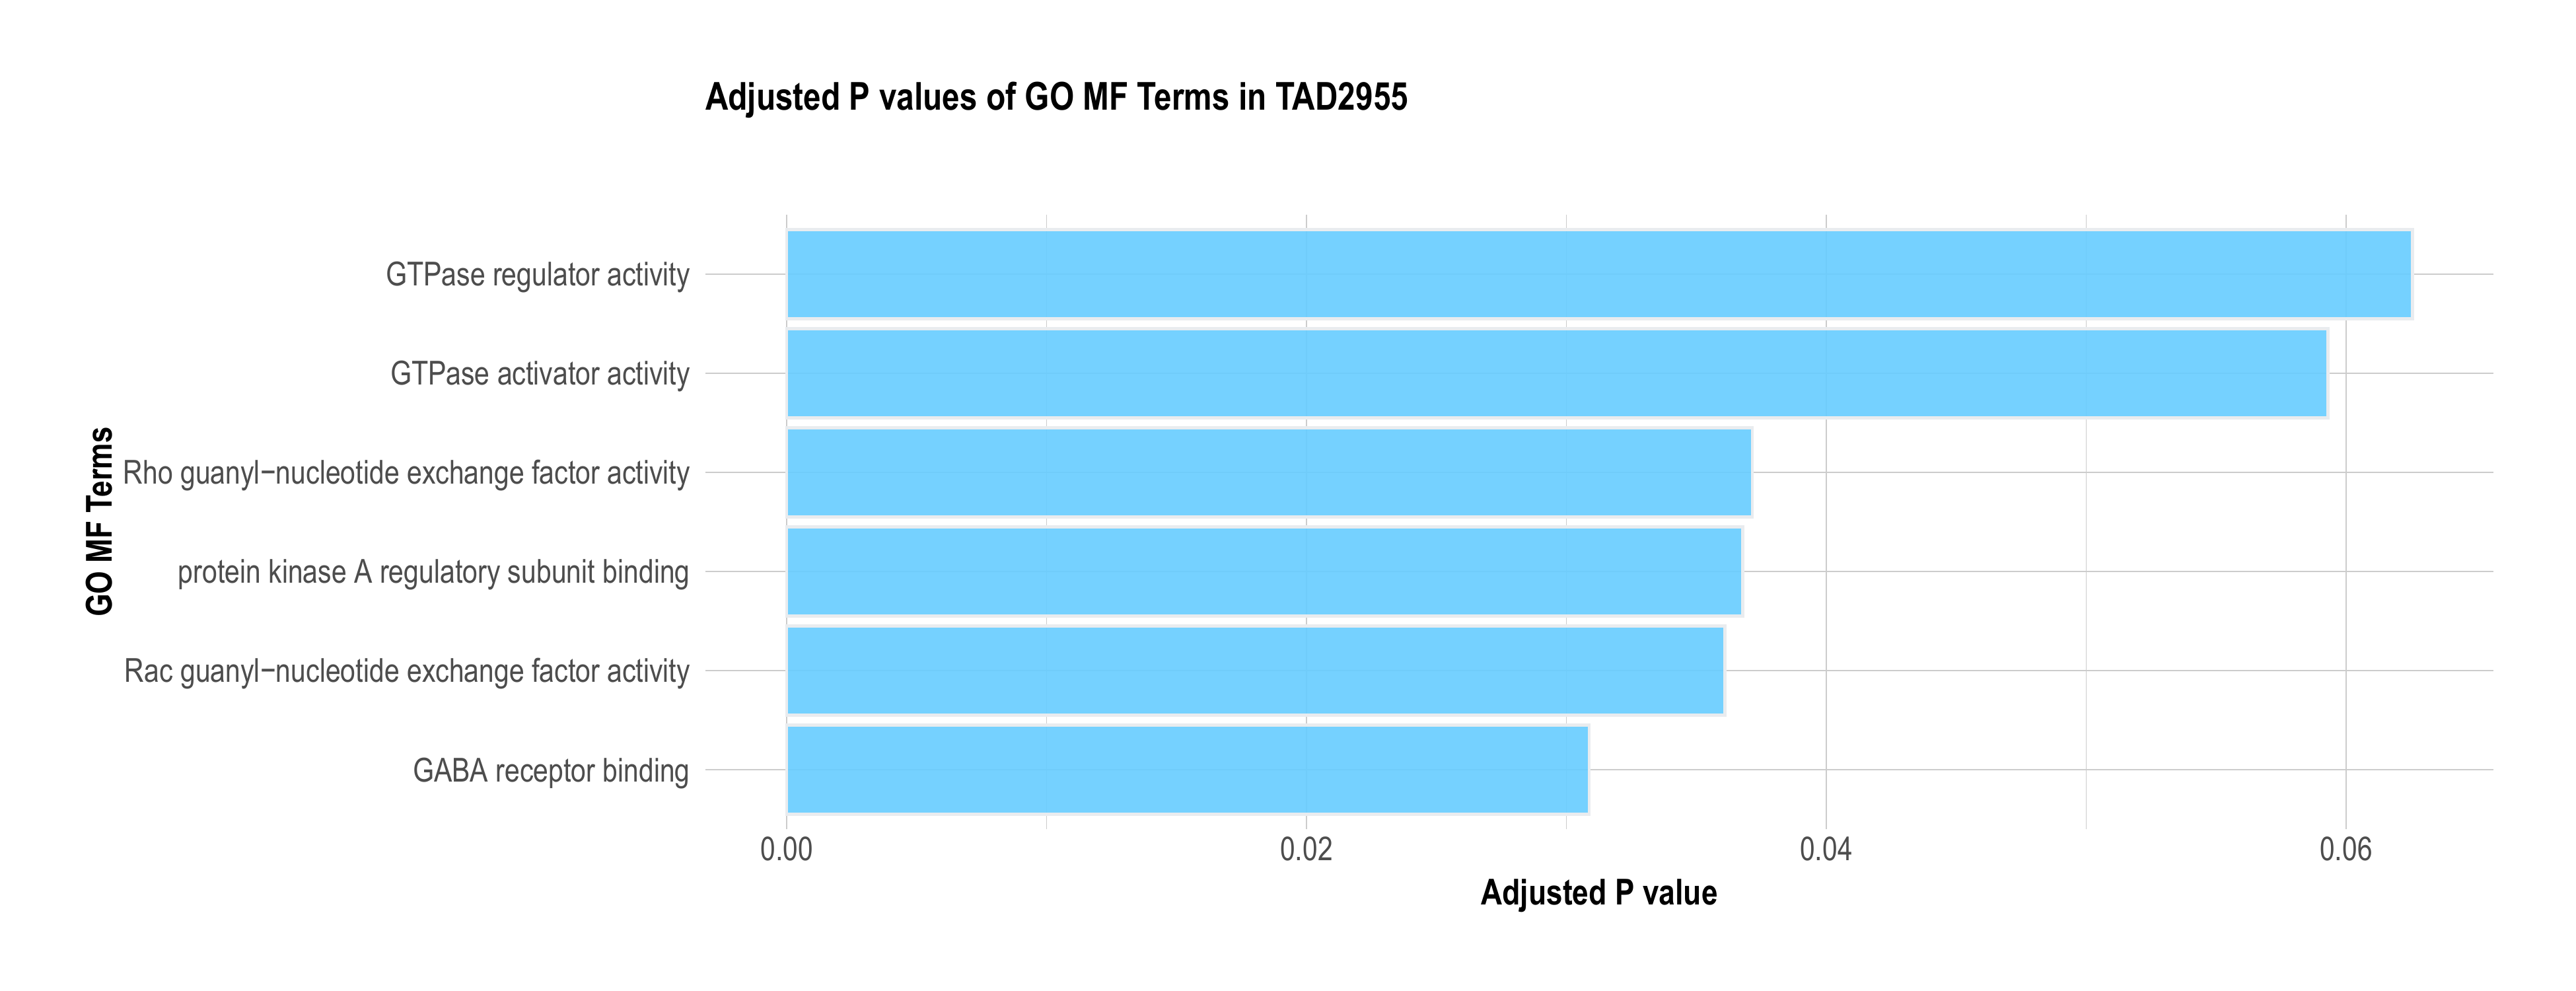 Adjusted P values of GO MF Terms in TAD2955
GO MF Terms
GTPase regulator activity
GTPase activator activity
Rho guanyl−nucleotide exchange factor activity
protein kinase A regulatory subunit binding
Rac guanyl−nucleotide exchange factor activity
GABA receptor binding
0.00 0.02 0.04 0.06
Adjusted P value